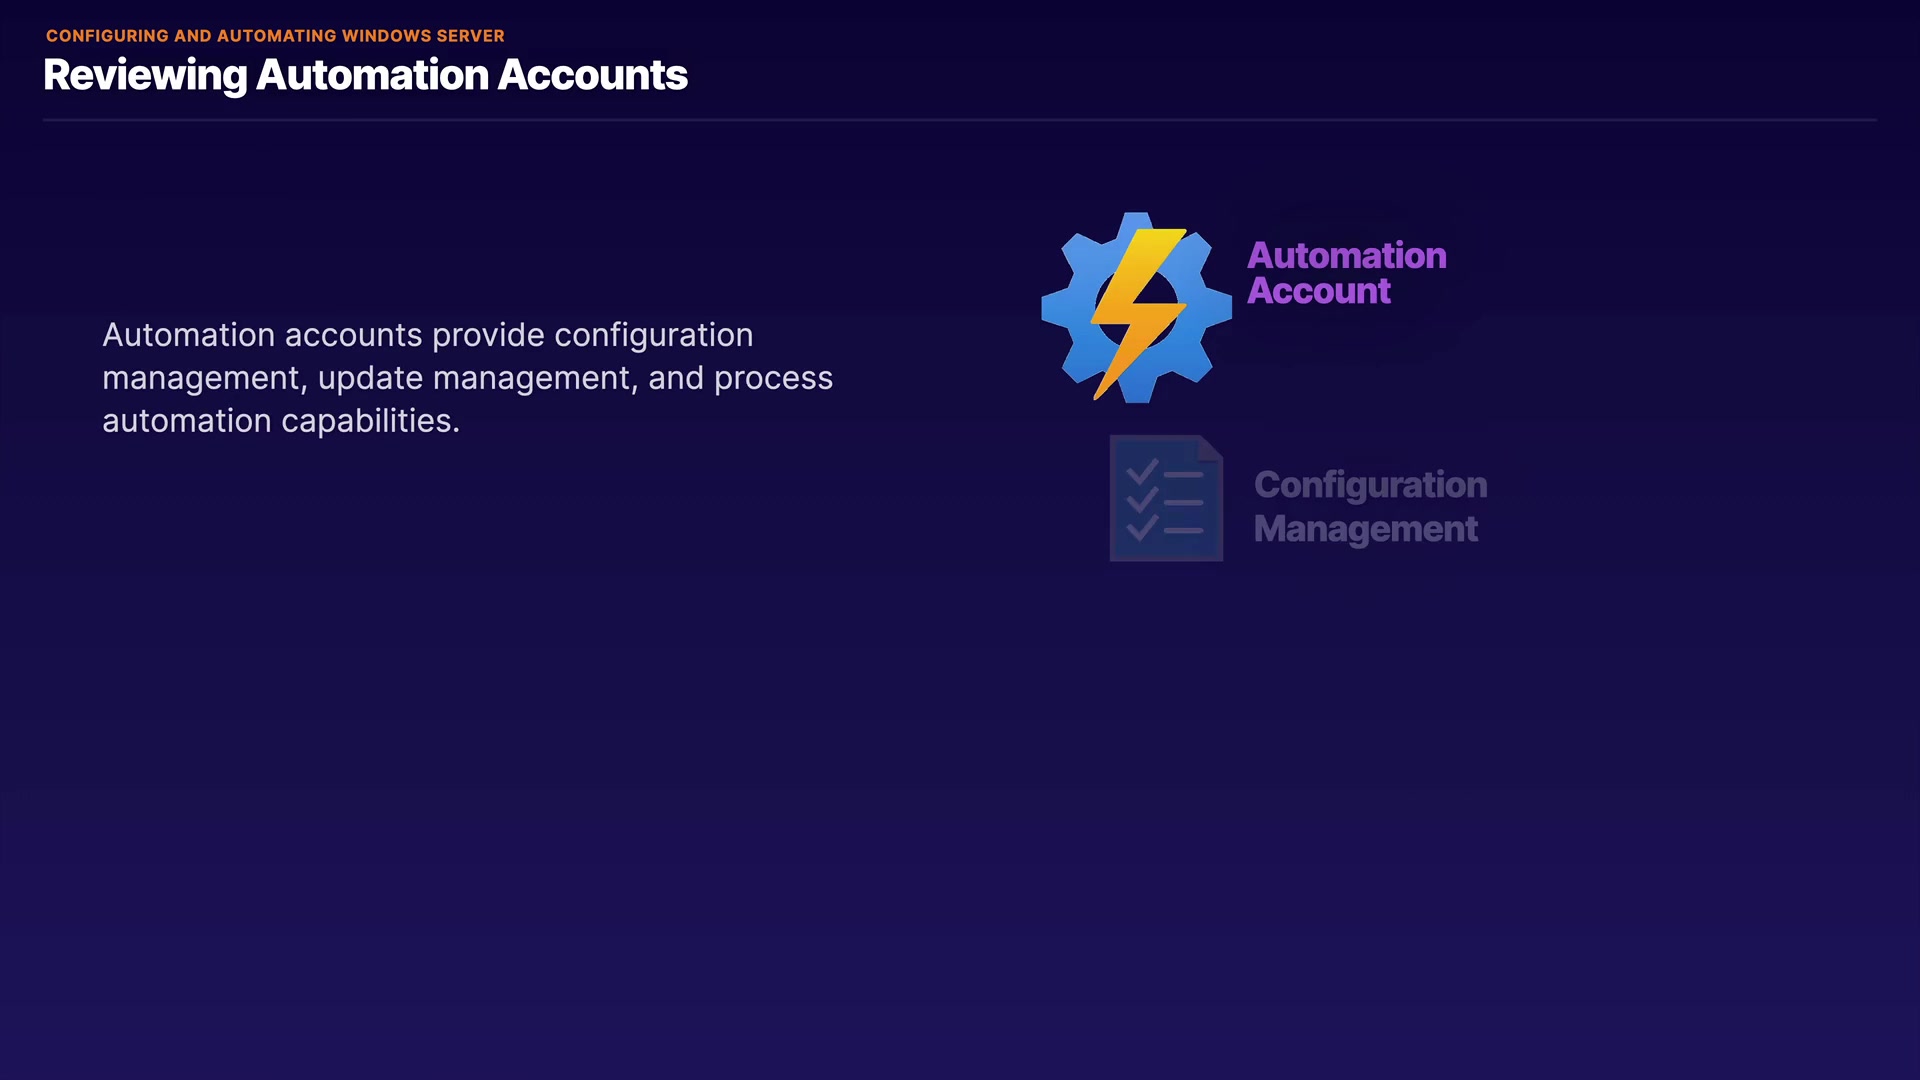 CONFIGURING AND AUTOMATING WINDOWS SERVER
Reviewing Automation Accounts
Automation accounts provide configuration
management, update management, and process
automation capabilities.
Automation
Account
Configuration
Management